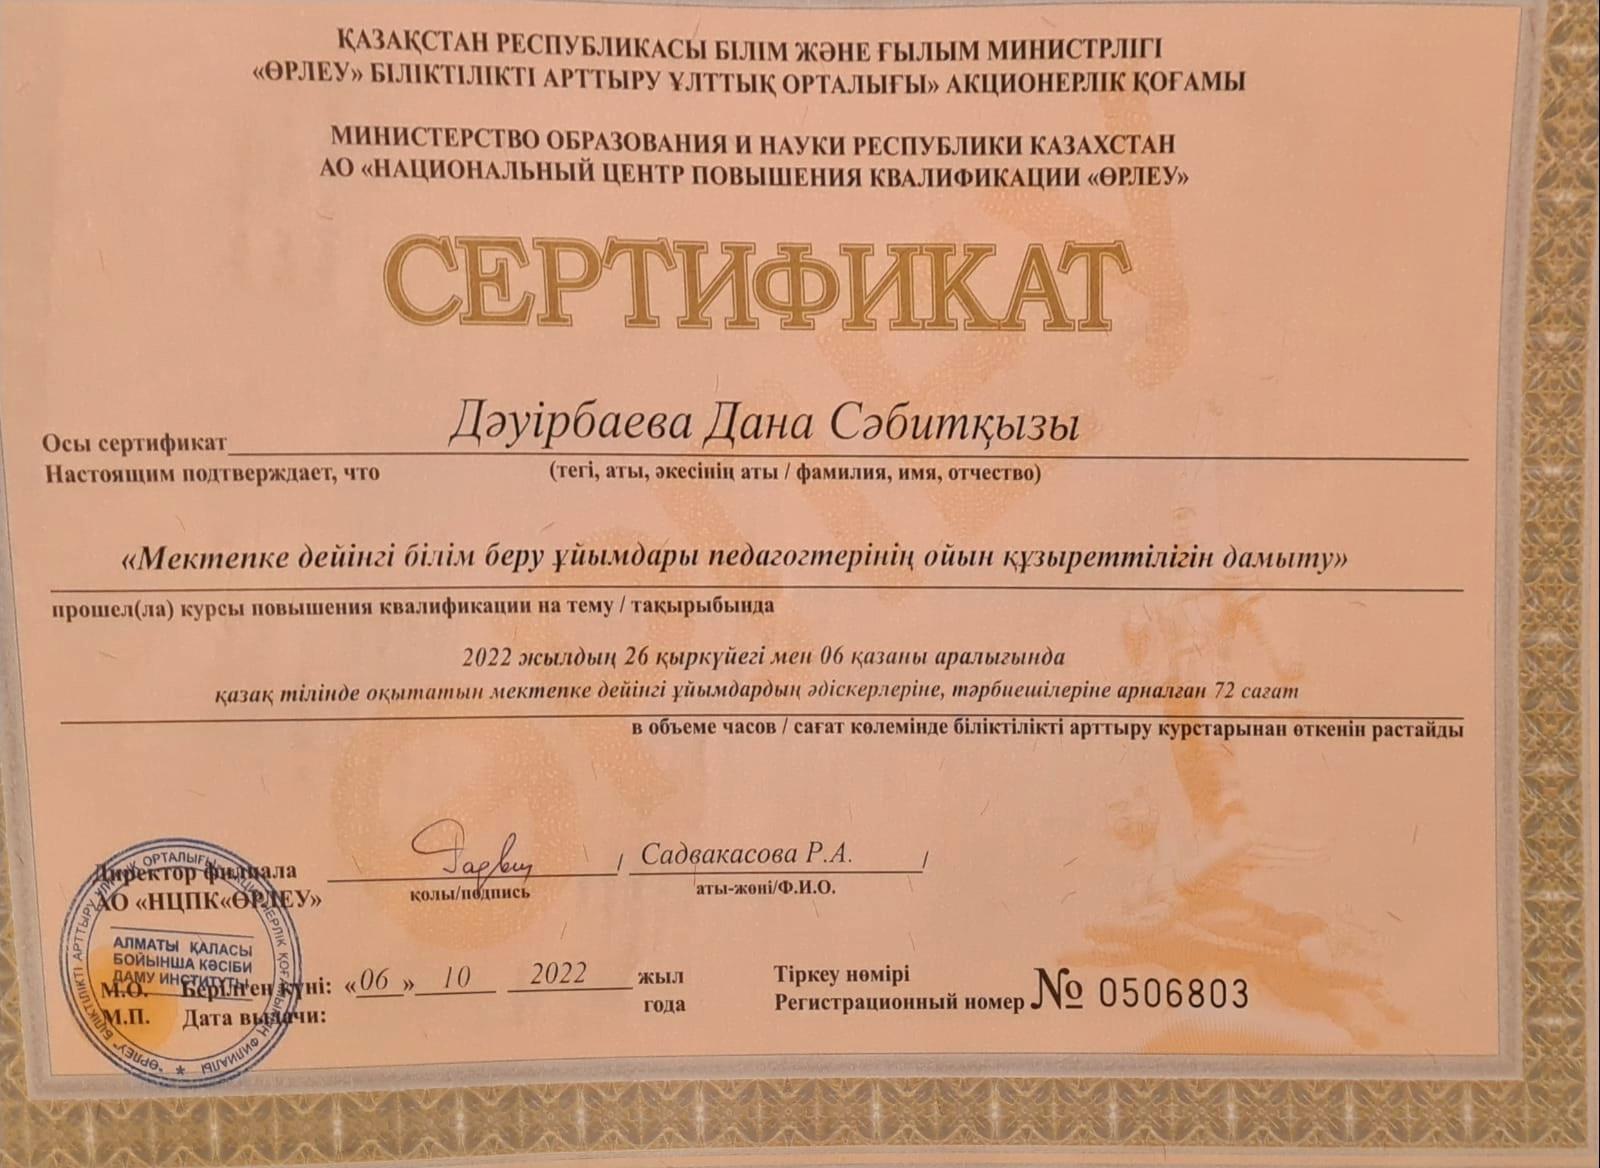 ҚАЗАҚСТАН РЕСПУБЛИКАСЫ БІЛІМ ЖӘНЕ ҒЫЛЫМ МИНИСТРЛІГІ
«ӨРЛЕУ» БІЛІКТІЛІКТІ АРТТЫРУ ҰЛТТЫҚ ОРТАЛЫҒЫ» АКЦИОНЕРЛІК ҚОҒАМЫ
МИНИСТЕРСТВО ОБРАЗОВАНИЯ И НАУКИ РЕСПУБЛИКИ КАЗАХСТАН
АО «НАЦИОНАЛЬНЫЙ ЦЕНТР ПОВЫШЕНИЯ КВАЛИФИКАЦИИ «ӨРЛЕУ»
СЕРТИФИКАТ
Осы сертификат Дәуірбаева Дана Сәбитқызы
Настоящим подтверждает, что (тегі, аты, әкесінің аты / фамилия, имя, отчество)
«Мектепке дейінгі білім беру ұйымдары педагогтерінің ойын құзыреттілігін дамыту»
прошел(ла) курсы повышения квалификации на тему / тақырыбында
2022 жылдың 26 қыркүйегі мен 06 қазаны аралығында
қазақ тілінде оқытатын мектепке дейінгі ұйымдардың әдіскерлеріне, тәрбиешілеріне арналған 72 сағат
в объеме часов / сағат көлемінде біліктілікті арттыру курстарынан өткенін растайды
Директор филиала
АО «НЦПК«ӨРЛЕУ» / Садвакасова Р.А. /
қолы/подпись аты-жөні/Ф.И.О.
АЛМАТЫ ҚАЛАСЫ
БОЙЫНША КӘСІБИ
ДАМУ ИНСТИТУТЫ
М.О. Берілген күні: «06» 10 2022 жыл
М.П. Дата выдачи: года
Тіркеу нөмірі
Регистрационный номер № 0506803